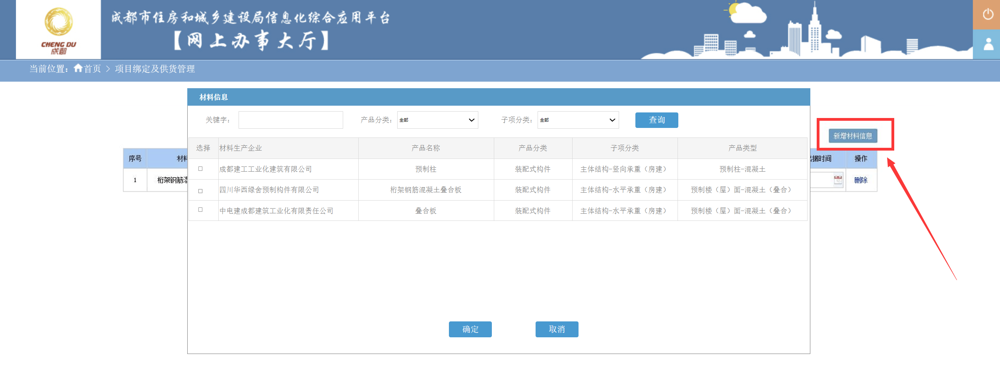 成都市住房和城乡建设局信息化综合应用平台
【网上办事大厅】
CHENG DU
成都
当前位置： 首页 > 项目绑定及供货管理
材料信息
关键字： 产品分类： 全部 子项分类： 全部 查询
新增材料信息
选择 材料生产企业 产品名称 产品分类 子项分类 产品类型
成都建工工业化建筑有限公司 预制柱 装配式构件 主体结构-竖向承重（房建） 预制柱-混凝土
四川华西绿舍预制构件有限公司 桁架钢筋混凝土叠合板 装配式构件 主体结构-水平承重（房建） 预制楼（屋）面-混凝土（叠合）
中电建成都建筑工业化有限责任公司 叠合板 装配式构件 主体结构-水平承重（房建） 预制楼（屋）面-混凝土（叠合）
序号 材料 据时间 操作
1 桁架钢筋混 12 删除
确定 取消